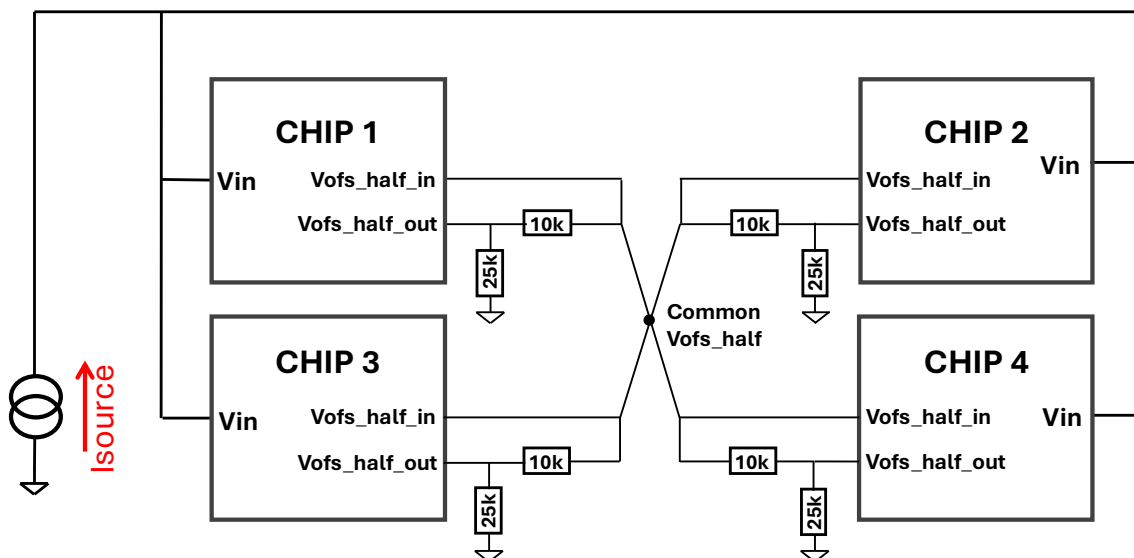 CHIP 1
Vin
Vofs_half_in
Vofs_half_out
10k
25k
CHIP 2
Vin
Vofs_half_in
10k
Vofs_half_out
25k
Common
Vofs_half
CHIP 3
Vin
Vofs_half_in
Vofs_half_out
10k
25k
CHIP 4
Vin
Vofs_half_in
10k
Vofs_half_out
25k
Isource